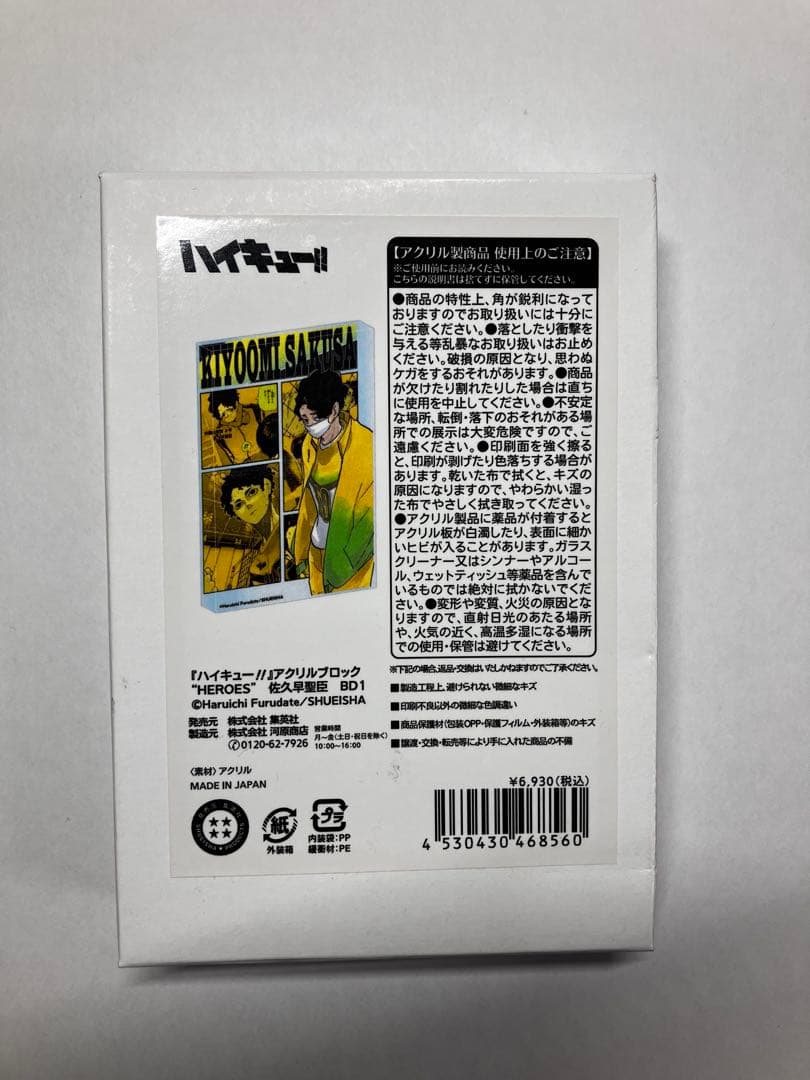 ハイキュー!!
KIYOOMI SAKUSA
©Haruichi Furudate/SHUEISHA
『ハイキュー!!』アクリルブロック
"HEROES" 佐久早聖臣 BD1
©Haruichi Furudate/SHUEISHA
発売元 株式会社 集英社
製造元 株式会社 河原商店
0120-62-7926
営業時間
月〜金(土日・祝日を除く)
10:00〜16:00
〈素材〉アクリル
MADE IN JAPAN
SHUEISHA PRODUCTS
紙
外装箱
プラ
内装袋:PP
緩衝材:PE
【アクリル製商品 使用上のご注意】
※ご使用前にお読みください。
こちらの説明書は捨てずに保管してください。
●商品の特性上、角が鋭利になって
おりますのでお取り扱いには十分に
ご注意ください。●落としたり衝撃を
与える等乱暴なお取り扱いはお止め
ください。破損の原因となり、思わぬ
ケガをするおそれがあります。●商品
が欠けたり割れたりした場合は直ち
に使用を中止してください。●不安定
な場所、転倒・落下のおそれがある場
所での展示は大変危険ですので、ご
遠慮ください。●印刷面を強く擦る
と、印刷が剥げたり色落ちする場合が
あります。乾いた布で拭くと、キズの
原因になりますので、やわらかい湿っ
た布でやさしく拭き取ってください。
●アクリル製品に薬品が付着すると
アクリル板が白濁したり、表面に細か
いヒビが入ることがあります。ガラス
クリーナー又はシンナーやアルコー
ル、ウェットティッシュ等薬品を含んで
いるものでは絶対に拭かないでくだ
さい。●変形や変質、火災の原因とな
りますので、直射日光のあたる場所
や、火気の近く、高温多湿になる場所
での使用・保管は避けてください。
※下記の場合、返品・交換はいたしかねますのでご了承ください。
■製造工程上、避けられない微細なキズ
■印刷不良以外の微細な色調違い
■商品保護材(包装OPP・保護フィルム・外装箱等)のキズ
■譲渡・交換・転売等により手に入れた商品の不備
¥6,930(税込)
4 530430 468560